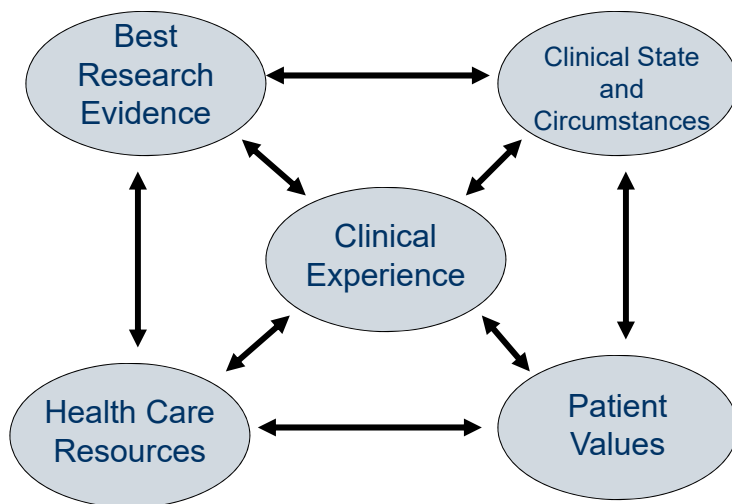 Best
Research
Evidence
Clinical State
and
Circumstances
Clinical
Experience
Health Care
Resources
Patient
Values